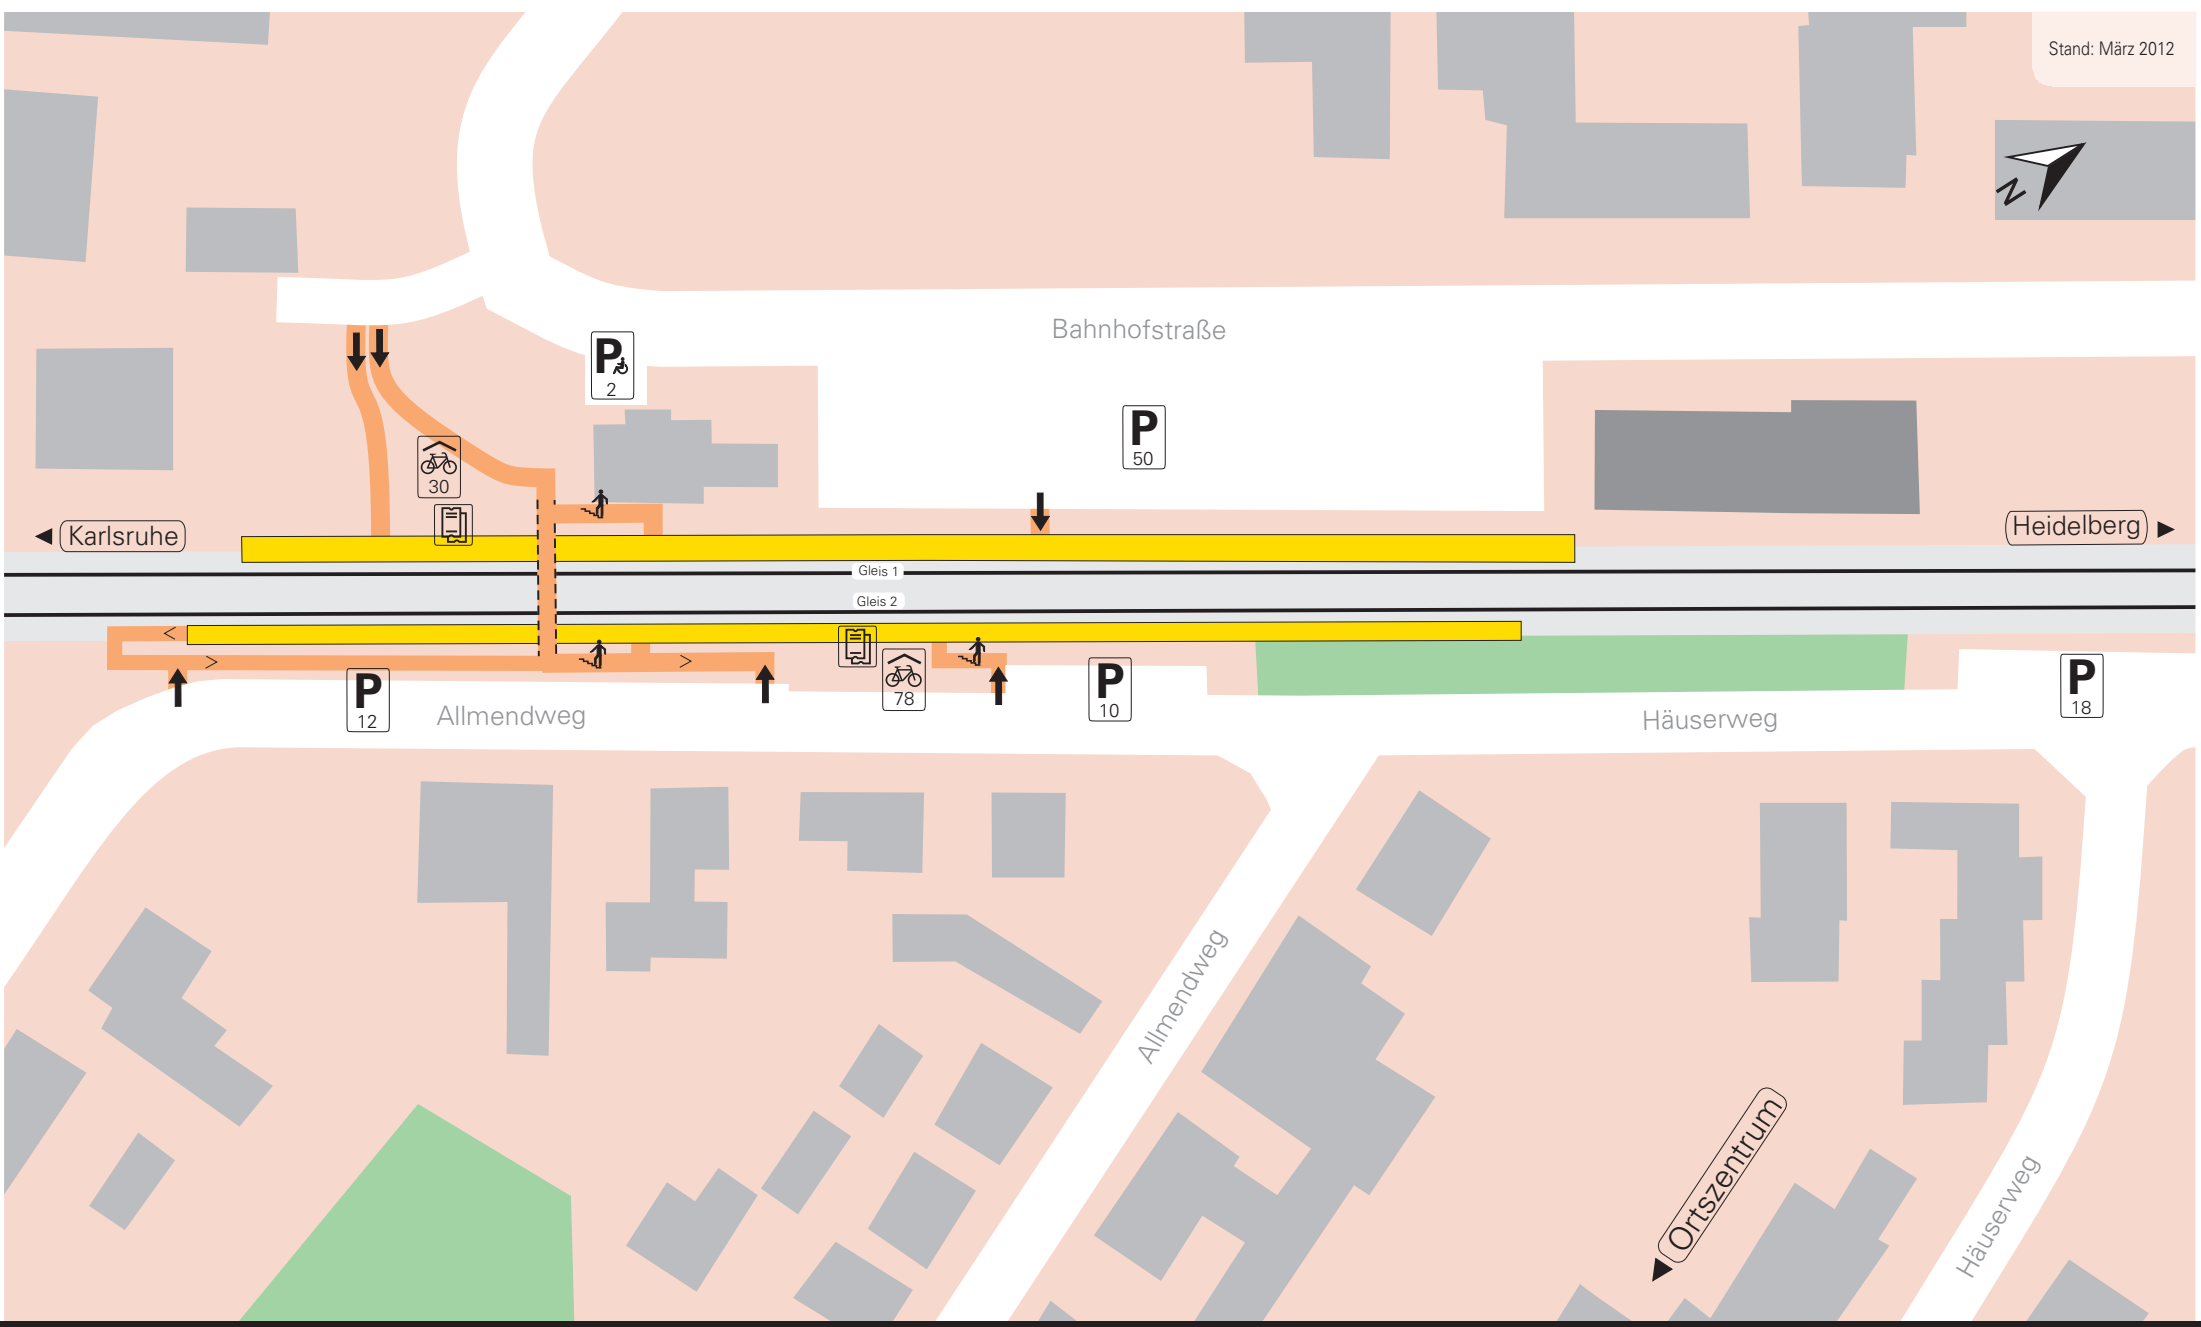 Stand: März 2012
N
Bahnhofstraße
P
2
P
50
30
Karlsruhe
Heidelberg
Gleis 1
Gleis 2
<
>
>
P
12
Allmendweg
78
P
10
Häuserweg
P
18
Allmendweg
Ortszentrum
Häuserweg